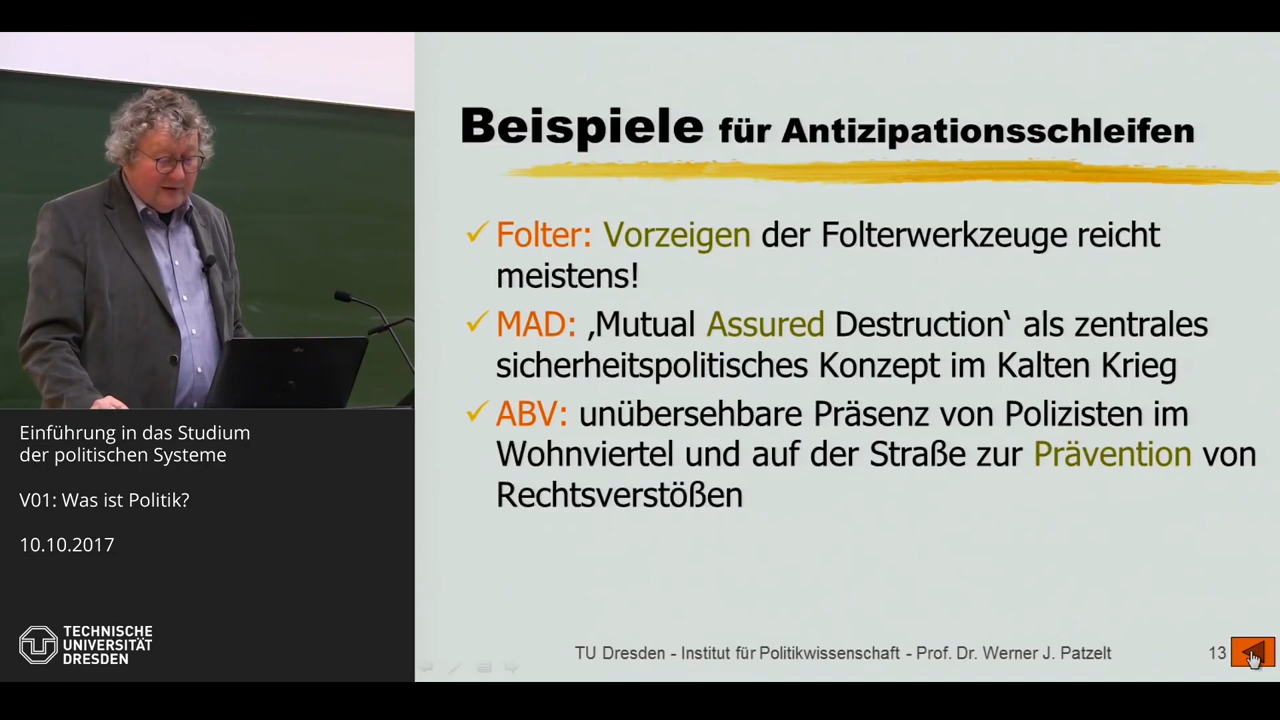 Beispiele für Antizipationsschleifen
Folter: Vorzeigen der Folterwerkzeuge reicht
meistens!
MAD: ‚Mutual Assured Destruction‘ als zentrales
sicherheitspolitisches Konzept im Kalten Krieg
ABV: unübersehbare Präsenz von Polizisten im
Wohnviertel und auf der Straße zur Prävention von
Rechtsverstößen
Einführung in das Studium
der politischen Systeme
V01: Was ist Politik?
10.10.2017
TECHNISCHE
UNIVERSITÄT
DRESDEN
TU Dresden - Institut für Politikwissenschaft - Prof. Dr. Werner J. Patzelt
13